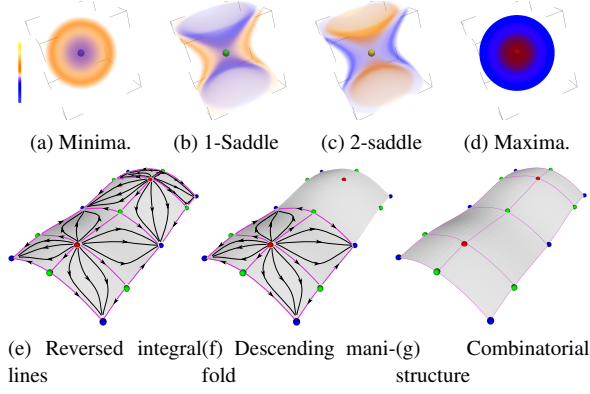 (a) Minima. (b) 1-Saddle (c) 2-saddle (d) Maxima.
(e) Reversed integral(f) Descending mani-(g) Combinatorial
lines fold structure